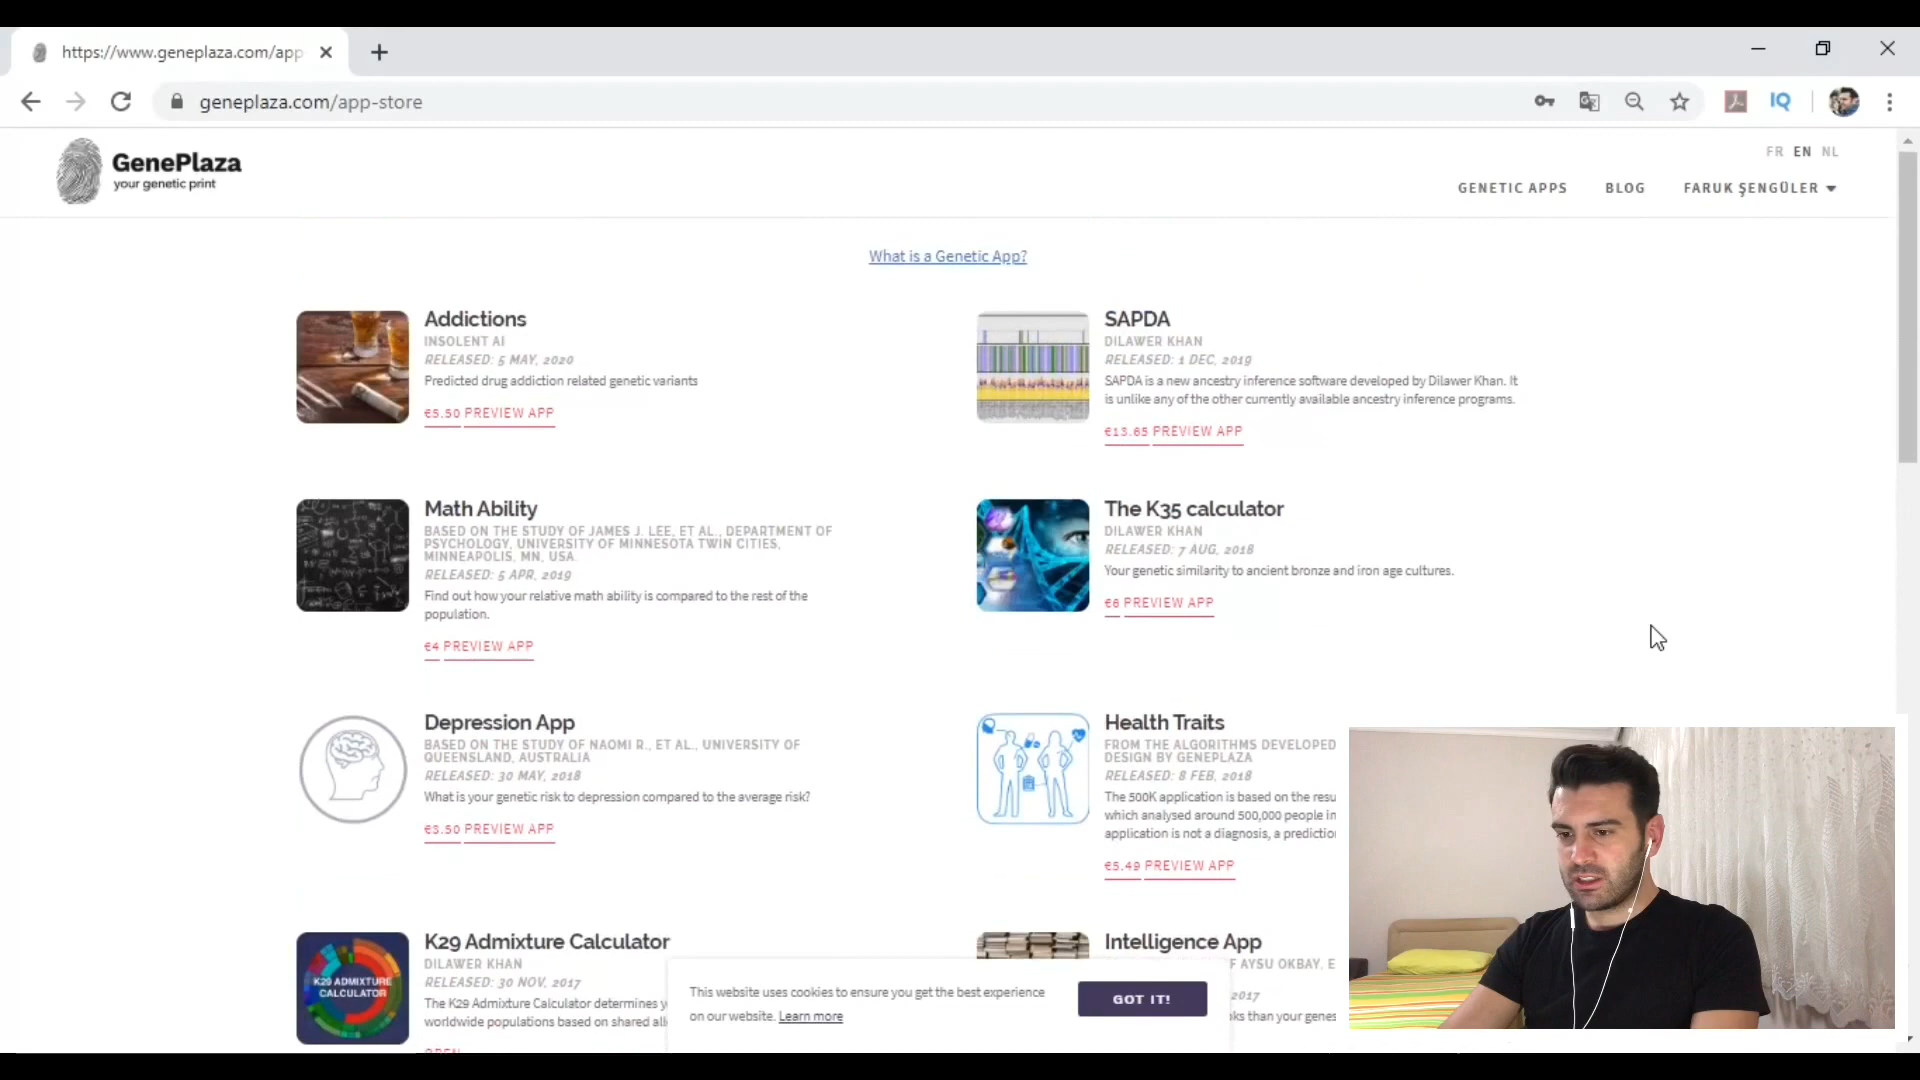 https://www.geneplaza.com/app
geneplaza.com/app-store
IQ
GenePlaza
your genetic print
FR EN NL
GENETIC APPS
BLOG
FARUK ŞENGÜLER
What is a Genetic App?
Addictions
INSOLENT AI
RELEASED: 5 MAY, 2020
Predicted drug addiction related genetic variants
€5.50 PREVIEW APP
SAPDA
DILAWER KHAN
RELEASED: 1 DEC, 2019
SAPDA is a new ancestry inference software developed by Dilawer Khan. It
is unlike any of the other currently available ancestry inference programs.
€13.65 PREVIEW APP
Math Ability
BASED ON THE STUDY OF JAMES J. LEE, ET AL., DEPARTMENT OF
PSYCHOLOGY, UNIVERSITY OF MINNESOTA TWIN CITIES,
MINNEAPOLIS, MN, USA.
RELEASED: 5 APR, 2019
Find out how your relative math ability is compared to the rest of the
population.
€4 PREVIEW APP
The K35 calculator
DILAWER KHAN
RELEASED: 7 AUG, 2018
Your genetic similarity to ancient bronze and iron age cultures.
€6 PREVIEW APP
Depression App
BASED ON THE STUDY OF NAOMI R., ET AL., UNIVERSITY OF
QUEENSLAND, AUSTRALIA
RELEASED: 30 MAY, 2018
What is your genetic risk to depression compared to the average risk?
€3.50 PREVIEW APP
Health Traits
FROM THE ALGORITHMS DEVELOPED
DESIGN BY GENEPLAZA
RELEASED: 8 FEB, 2018
The 500K application is based on the resu
which analysed around 500,000 people in
application is not a diagnosis, a prediction
€5.49 PREVIEW APP
K29 ADMIXTURE
CALCULATOR
K29 Admixture Calculator
DILAWER KHAN
RELEASED: 30 NOV, 2017
The K29 Admixture Calculator determines y
worldwide populations based on shared all
OPEN
Intelligence App
F AYSU OKBAY, E
2017
ks than your genes
This website uses cookies to ensure you get the best experience
on our website. Learn more
GOT IT!